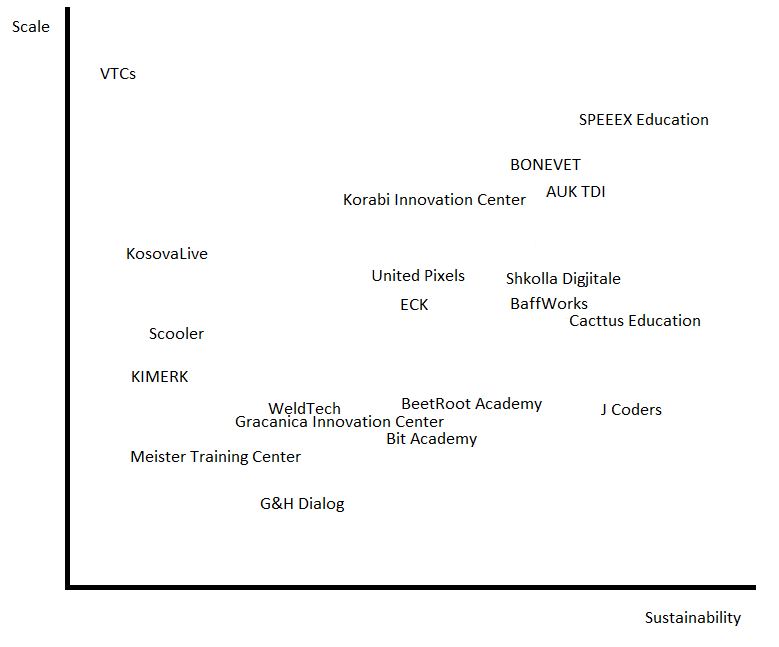 Scale
VTCs
SPEEEX Education
BONEVET
AUK TDI
Korabi Innovation Center
KosovaLive
United Pixels
Shkolla Digjitale
ECK
BaffWorks
Cacttus Education
Scooler
KIMERK
BeetRoot Academy
WeldTech
J Coders
Gracanica Innovation Center
Bit Academy
Meister Training Center
G&H Dialog
Sustainability